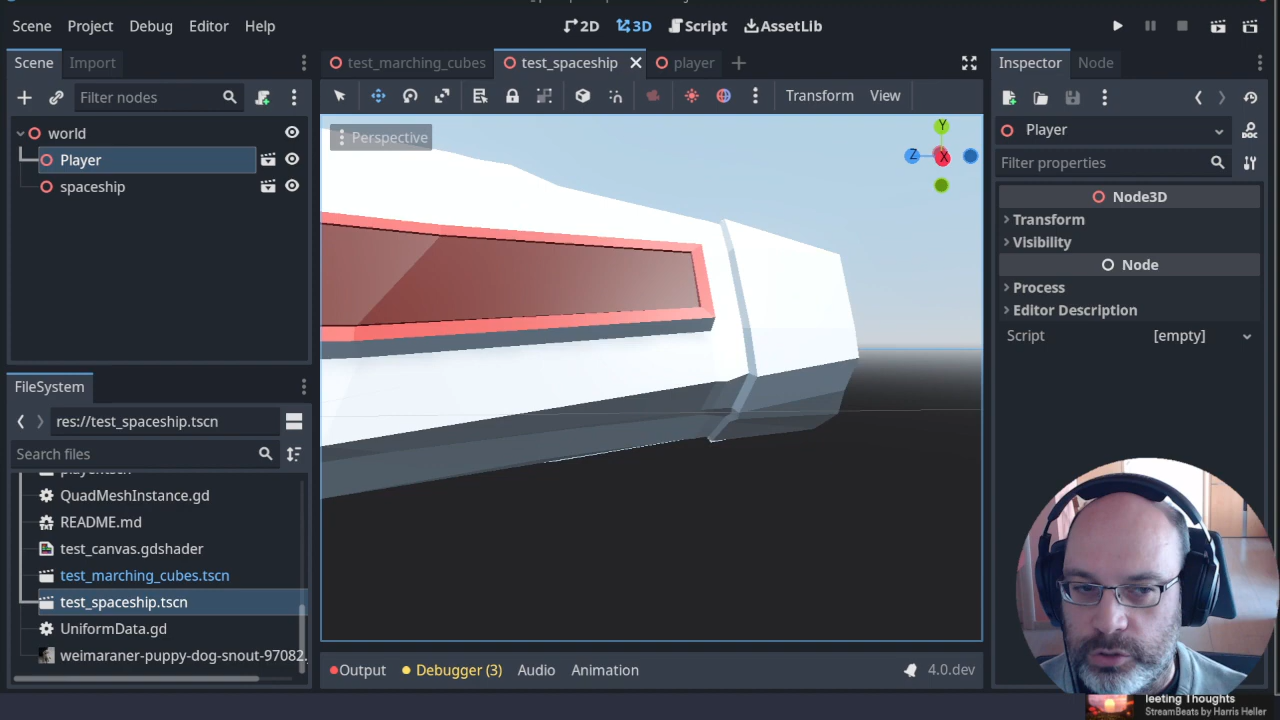 Scene Project Debug Editor Help
2D 3D Script AssetLib
Scene Import
Filter nodes
world
Player
spaceship
FileSystem
res://test_spaceship.tscn
Search files
QuadMeshInstance.gd
README.md
test_canvas.gdshader
test_marching_cubes.tscn
test_spaceship.tscn
UniformData.gd
weimaraner-puppy-dog-snout-97082.
test_marching_cubes test_spaceship player
Transform View
Perspective
Y
Z X
Output Debugger (3) Audio Animation 4.0.dev
Inspector Node
Player
Filter properties
Node3D
Transform
Visibility
Node
Process
Editor Description
Script [empty]
leeting Thoughts
StreamBeats by Harris Heller